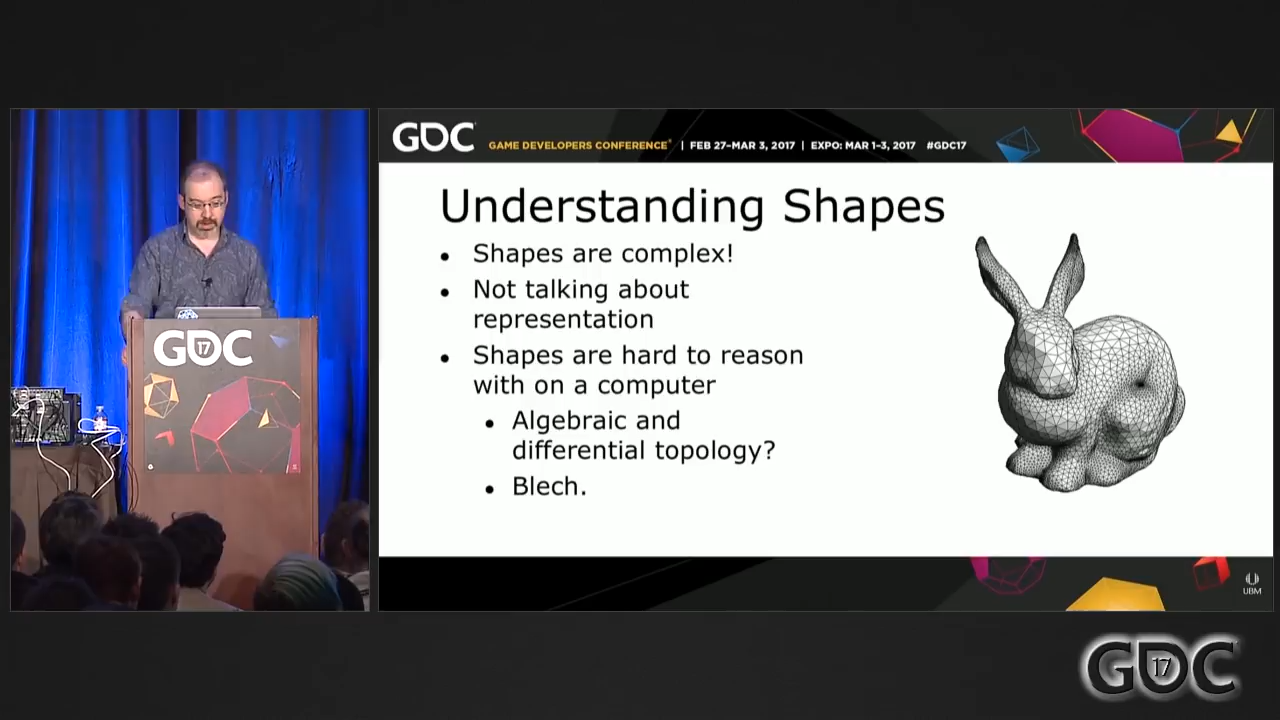 GDC
GAME DEVELOPERS CONFERENCE® | FEB 27–MAR 3, 2017 | EXPO: MAR 1–3, 2017 #GDC17
Understanding Shapes
• Shapes are complex!
• Not talking about
representation
• Shapes are hard to reason
with on a computer
• Algebraic and
differential topology?
• Blech.
GDC
17
UBM
GDC
17